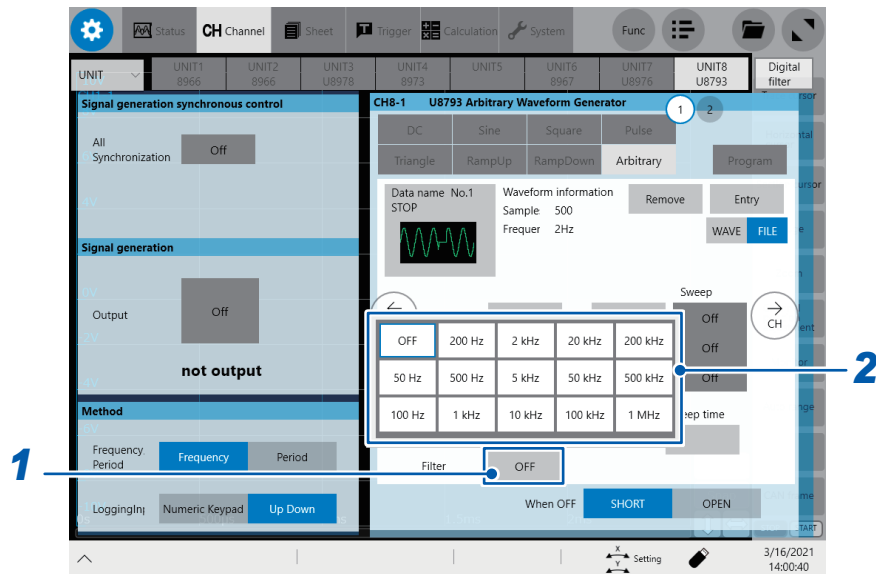 Status CH Channel Sheet Trigger Calculation System Func
UNIT UNIT1 UNIT2 UNIT3 UNIT4 UNIT5 UNIT6 UNIT7 UNIT8 Digital
8966 8966 U8978 8973 8967 U8976 U8793 filter
Signal generation synchronous control
All
Synchronization
Off
Signal generation
Output
Off
not output
Method
Frequency.
Period
Frequency Period
LoggingInp Numeric Keypad Up Down
CH8-1 U8793 Arbitrary Waveform Generator 1 2
DC Sine Square Pulse
Triangle RampUp RampDown Arbitrary Program
Data name No.1
STOP
Waveform information
Sample 500
Frequer 2Hz
Remove Entry
WAVE FILE
Sweep
Off
Off
Off
CH
OFF 200 Hz 2 kHz 20 kHz 200 kHz
50 Hz 500 Hz 5 kHz 50 kHz 500 kHz
100 Hz 1 kHz 10 kHz 100 kHz 1 MHz
eep time
Filter OFF
When OFF SHORT OPEN
1
2
X
Y
Setting
3/16/2021
14:00:40